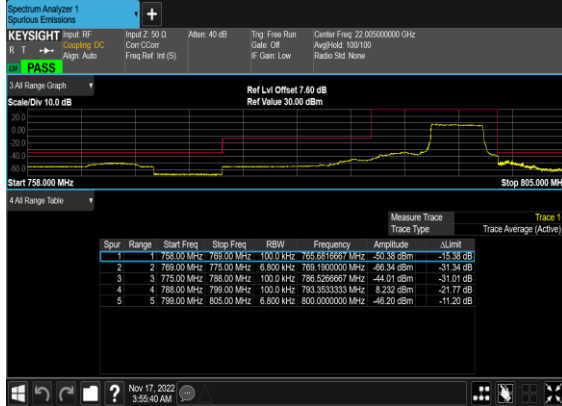 Spectrum Analyzer 1
Spurious Emissions
KEYSIGHT Input: RF Input Z: 50 Ω Atten: 40 dB Trig: Free Run Center Freq: 22.005000000 GHz
R T Coupling: DC Corr CCorr Gate: Off Avg|Hold: 100/100
Align: Auto Freq Ref: Int (S) IF Gain: Low Radio Std: None
PASS
3 All Range Graph
Ref Lvl Offset 7.60 dB
Scale/Div 10.0 dB Ref Value 30.00 dBm
20.0
0.00
-20.0
-40.0
-60.0
Start 758.000 MHz Stop 805.000 MH
4 All Range Table
Measure Trace Trace 1
Trace Type Trace Average (Active)
Spur Range Start Freq Stop Freq RBW Frequency Amplitude ΔLimit
1 1 758.00 MHz 769.00 MHz 100.0 kHz 765.6816667 MHz -50.38 dBm -15.38 dB
2 2 769.00 MHz 775.00 MHz 6.800 kHz 769.1900000 MHz -66.34 dBm -31.34 dB
3 3 775.00 MHz 788.00 MHz 100.0 kHz 786.5266667 MHz -44.01 dBm -31.01 dB
4 4 788.00 MHz 799.00 MHz 100.0 kHz 793.3533333 MHz 8.232 dBm -21.77 dB
5 5 799.00 MHz 805.00 MHz 6.800 kHz 800.0000000 MHz -46.20 dBm -11.20 dB
Nov 17, 2022
3:55:40 AM